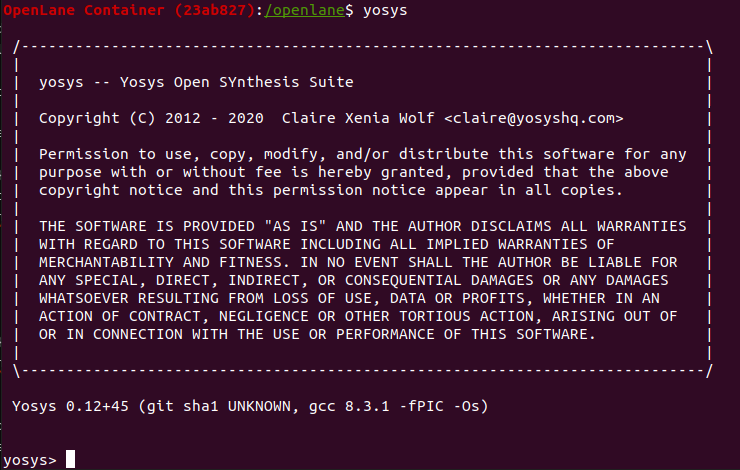 OpenLane Container (23ab827):/openlane$ yosys
/----------------------------------------------------------------------------\
|                                                                            |
|  yosys -- Yosys Open SYnthesis Suite                                       |
|                                                                            |
|  Copyright (C) 2012 - 2020  Claire Xenia Wolf <claire@yosyshq.com>         |
|                                                                            |
|  Permission to use, copy, modify, and/or distribute this software for any  |
|  purpose with or without fee is hereby granted, provided that the above    |
|  copyright notice and this permission notice appear in all copies.         |
|                                                                            |
|  THE SOFTWARE IS PROVIDED "AS IS" AND THE AUTHOR DISCLAIMS ALL WARRANTIES  |
|  WITH REGARD TO THIS SOFTWARE INCLUDING ALL IMPLIED WARRANTIES OF          |
|  MERCHANTABILITY AND FITNESS. IN NO EVENT SHALL THE AUTHOR BE LIABLE FOR   |
|  ANY SPECIAL, DIRECT, INDIRECT, OR CONSEQUENTIAL DAMAGES OR ANY DAMAGES    |
|  WHATSOEVER RESULTING FROM LOSS OF USE, DATA OR PROFITS, WHETHER IN AN     |
|  ACTION OF CONTRACT, NEGLIGENCE OR OTHER TORTIOUS ACTION, ARISING OUT OF   |
|  OR IN CONNECTION WITH THE USE OR PERFORMANCE OF THIS SOFTWARE.            |
|                                                                            |
\----------------------------------------------------------------------------/
Yosys 0.12+45 (git sha1 UNKNOWN, gcc 8.3.1 -fPIC -Os)
yosys>